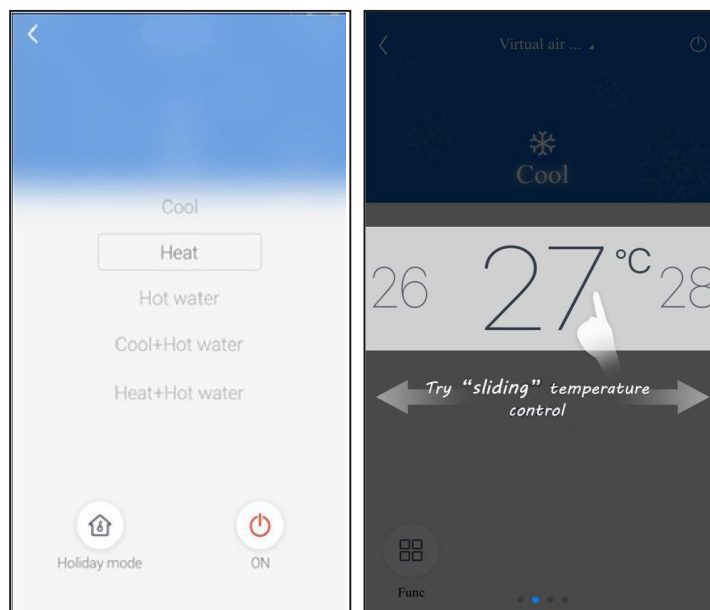 Cool
Heat
Hot water
Cool+Hot water
Heat+Hot water
Holiday mode
ON
Virtual air ...
Cool
26 27°C 28
Try “sliding” temperature
control
Func